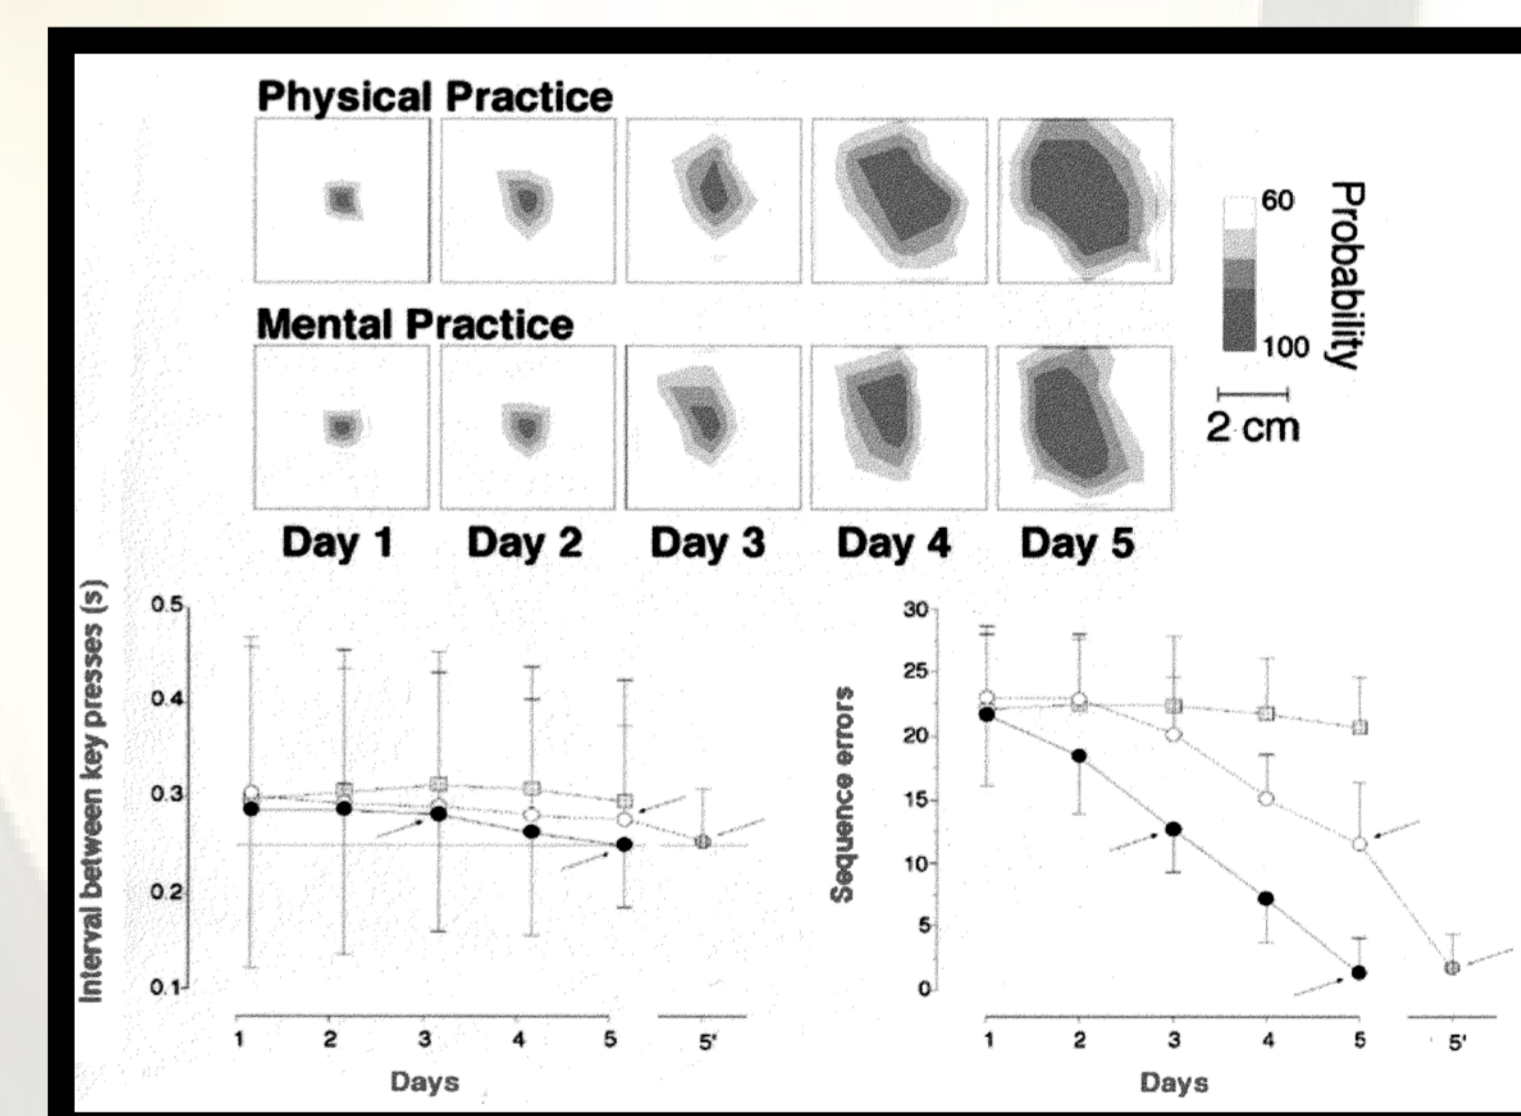 Physical Practice
60
Probability
100
2 cm
Mental Practice
Day 1 Day 2 Day 3 Day 4 Day 5
Interval between key presses (s)
0.5
0.4
0.3
0.2
0.1
1 2 3 4 5 5'
Days
Sequence errors
30
25
20
15
10
5
0
1 2 3 4 5 5'
Days